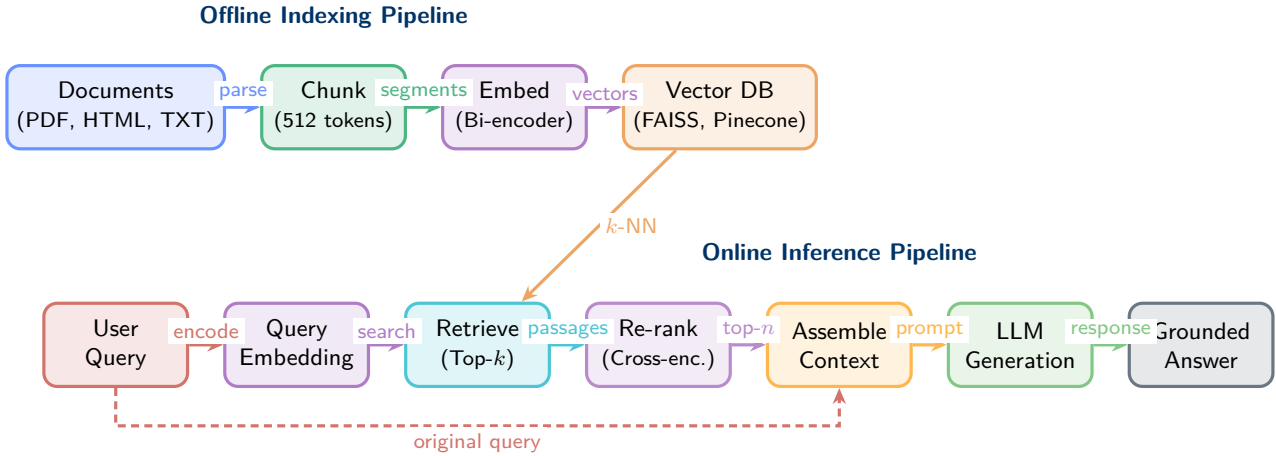 Offline Indexing Pipeline
Documents
(PDF, HTML, TXT)
parse
Chunk
(512 tokens)
segments
Embed
(Bi-encoder)
vectors
Vector DB
(FAISS, Pinecone)
k-NN
Online Inference Pipeline
User
Query
encode
Query
Embedding
search
Retrieve
(Top-k)
passages
Re-rank
(Cross-enc.)
top-n
Assemble
Context
prompt
LLM
Generation
response
Grounded
Answer
original query